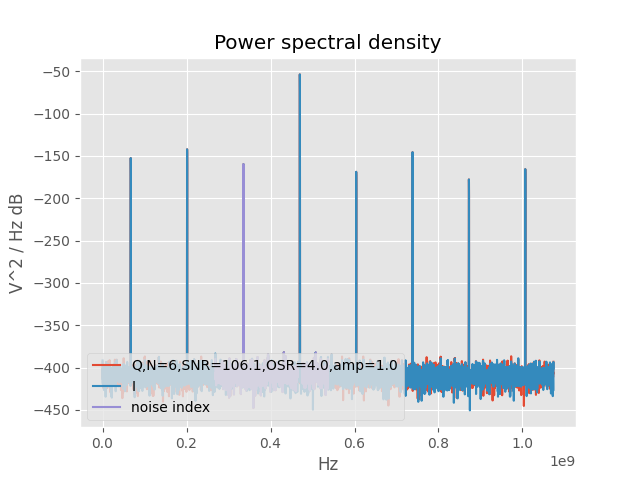 Power spectral density
V^2 / Hz dB
−50
−100
−150
−200
−250
−300
−350
−400
−450
Q,N=6,SNR=106.1,OSR=4.0,amp=1.0
I
noise index
0.0 0.2 0.4 0.6 0.8 1.0
1e9
Hz